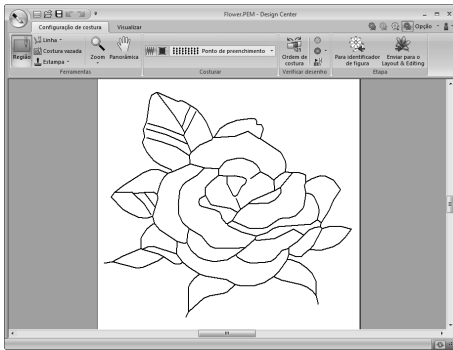 Flower.PEM - Design Center
Configuração de costura Visualizar Opção
Região
Linha
Costura vazada
Estampa
Zoom Panorâmica
Ponto de preenchimento
Ordem de costura
Para identificador de figura
Enviar para o Layout & Editing
Ferramentas Costurar Verificar desenho Etapa